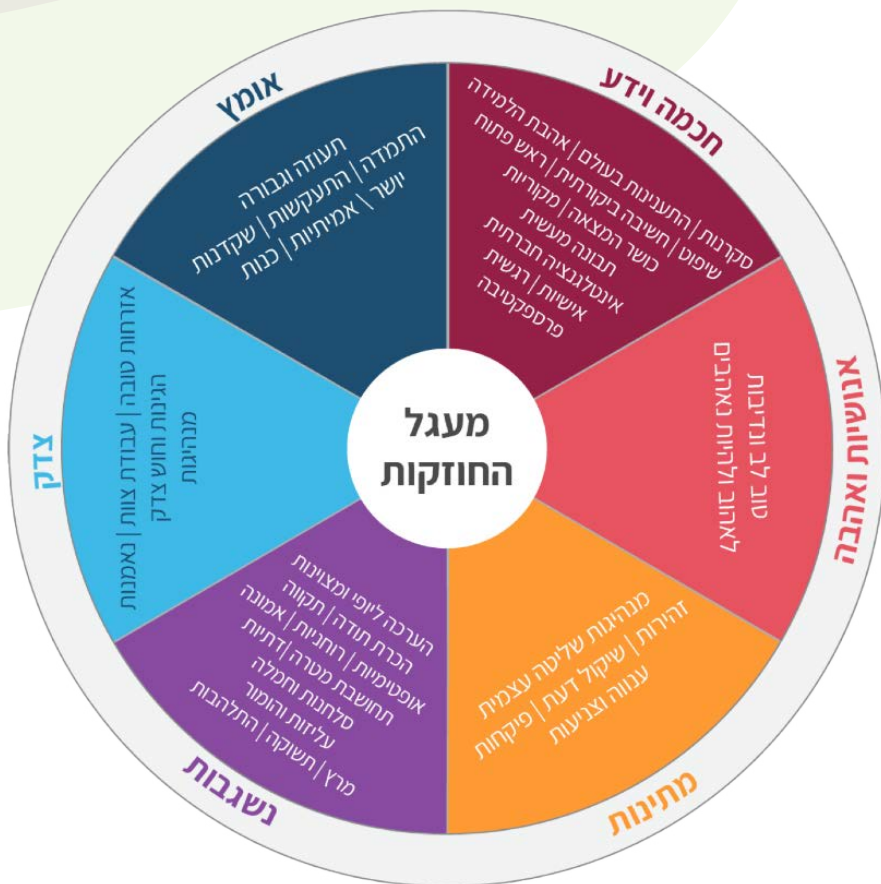 מעגל
החוזקות
חכמה וידע
סקרנות | התענינות בעולם | אהבת הלמידה
שיפוט | חשיבה ביקורתית | ראש פתוח
כושר המצאה | מקוריות
תבונה מעשית
אינטלגנציה חברתית
אישיות | רגשית
פרספקטיבה
אנושיות ואהבה
טוב לב ונדיבות
לאהוב ולהיות נאהבים
מתינות
מנהיגות שליטה עצמית
זהירות | שיקול דעת | פיקחות
ענווה וצניעות
נשגבות
הערכה ליופי ומצוינות
הכרת תודה | תקווה
אופטימיות | רוחניות | אמונה
תחושבת מטרה|דתיות
סלחנות וחמלה
עליזות והומור
מרץ | תשוקה | התלהבות
צדק
אזרחות טובה | עבודת צוות | נאמנות
הגינות וחוש צדק
מנהיגות
אומץ
תעוזה וגבורה
התמדה | התעקשות | שקדנות
יושר \ אמיתיות | כנות